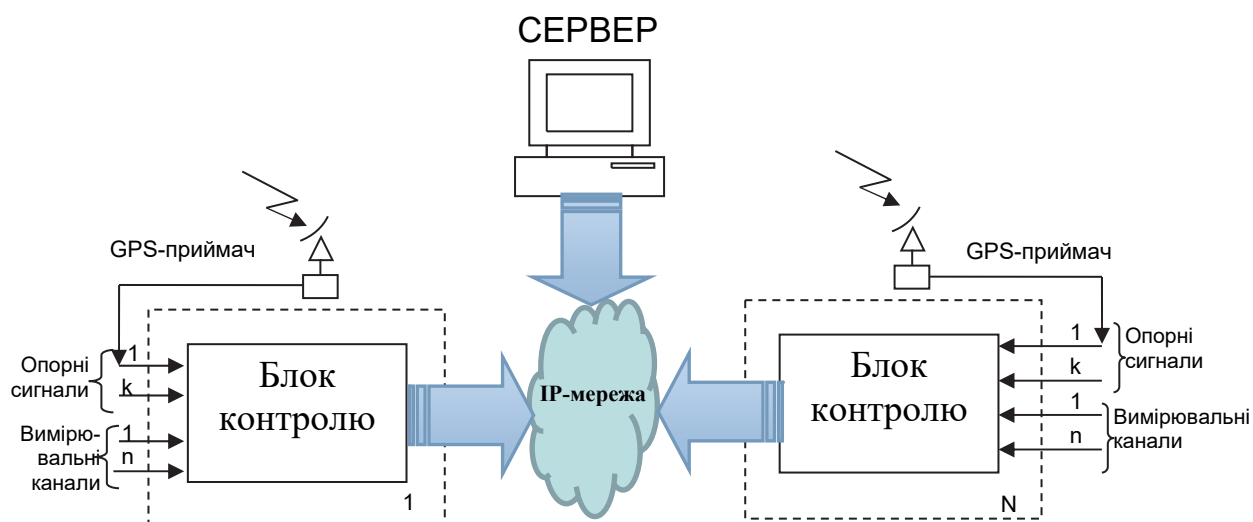 СЕРВЕР
GPS-приймач
GPS-приймач
Опорні
сигнали
1
k
Вимірю-
вальні
канали
1
n
Блок
контролю
1
IP-мережа
Блок
контролю
N
1
k
Опорні
сигнали
1
n
Вимірювальні
канали